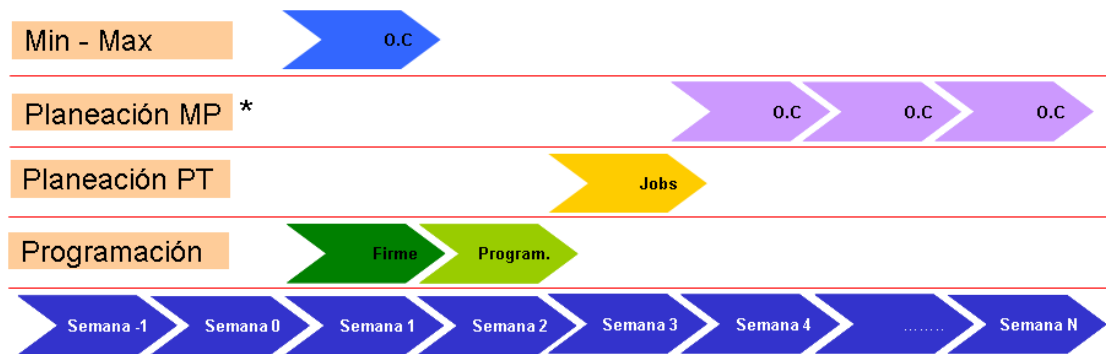 Min - Max
O.C
Planeación MP *
O.C
O.C
O.C
Planeación PT
Jobs
Programación
Firme
Program.
Semana -1
Semana 0
Semana 1
Semana 2
Semana 3
Semana 4
........
Semana N